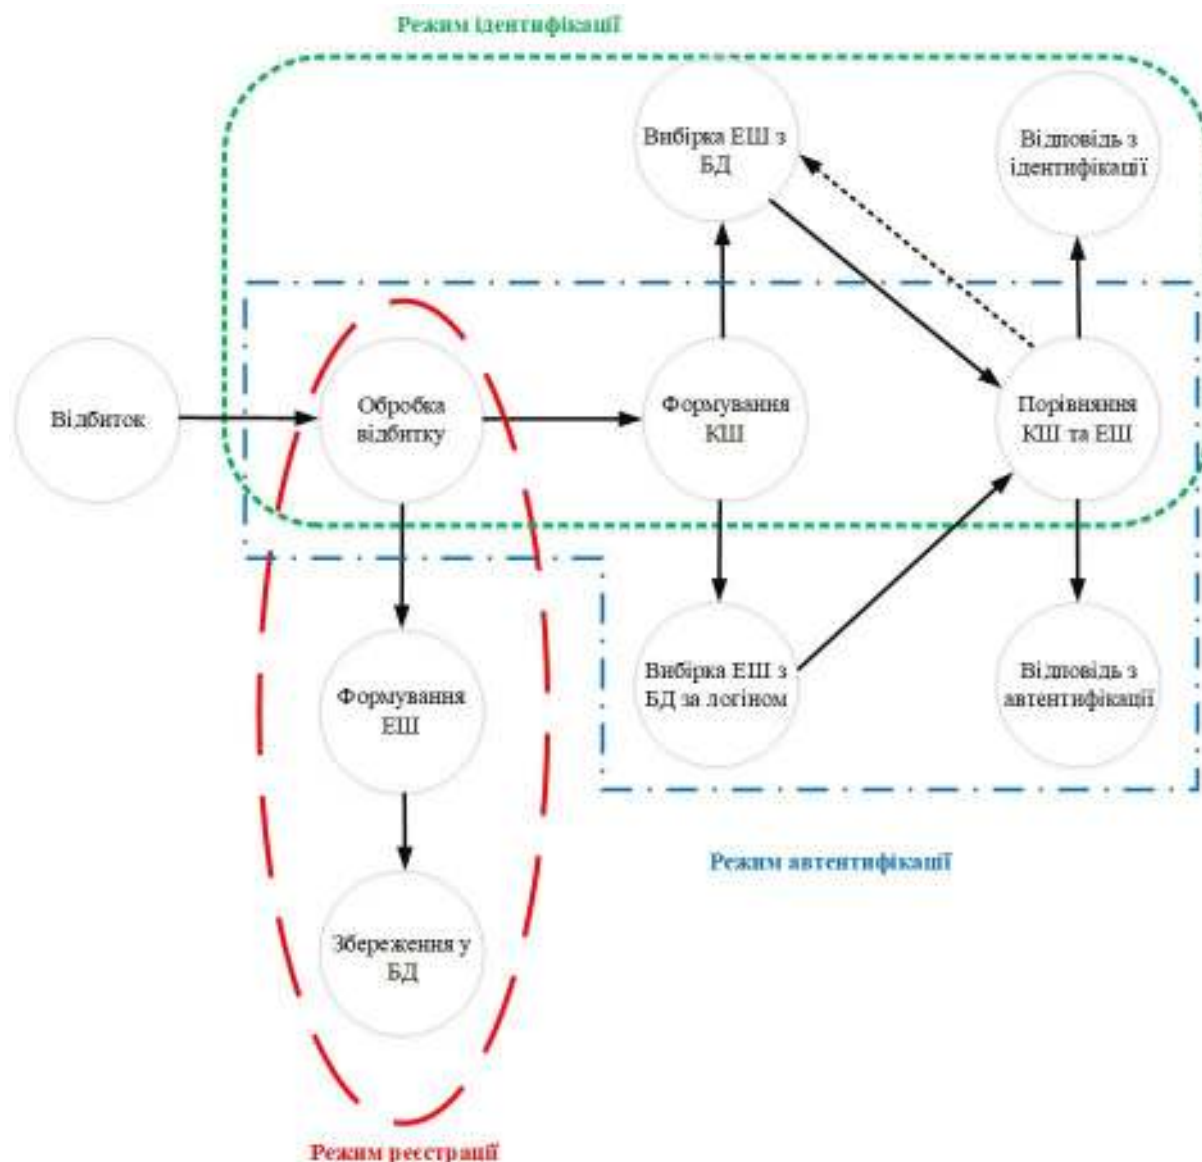 Режим ідентифікації
Вибірка ЕШ з
БД
Відповідь з
ідентифікації
Відбиток
Обробка
відбитку
Формування
КШ
Порівняння
КШ та ЕШ
Формування
ЕШ
Вибірка ЕШ з
БД за логіном
Відповідь з
автентифікації
Режим автентифікації
Збереження у
БД
Режим реєстрації